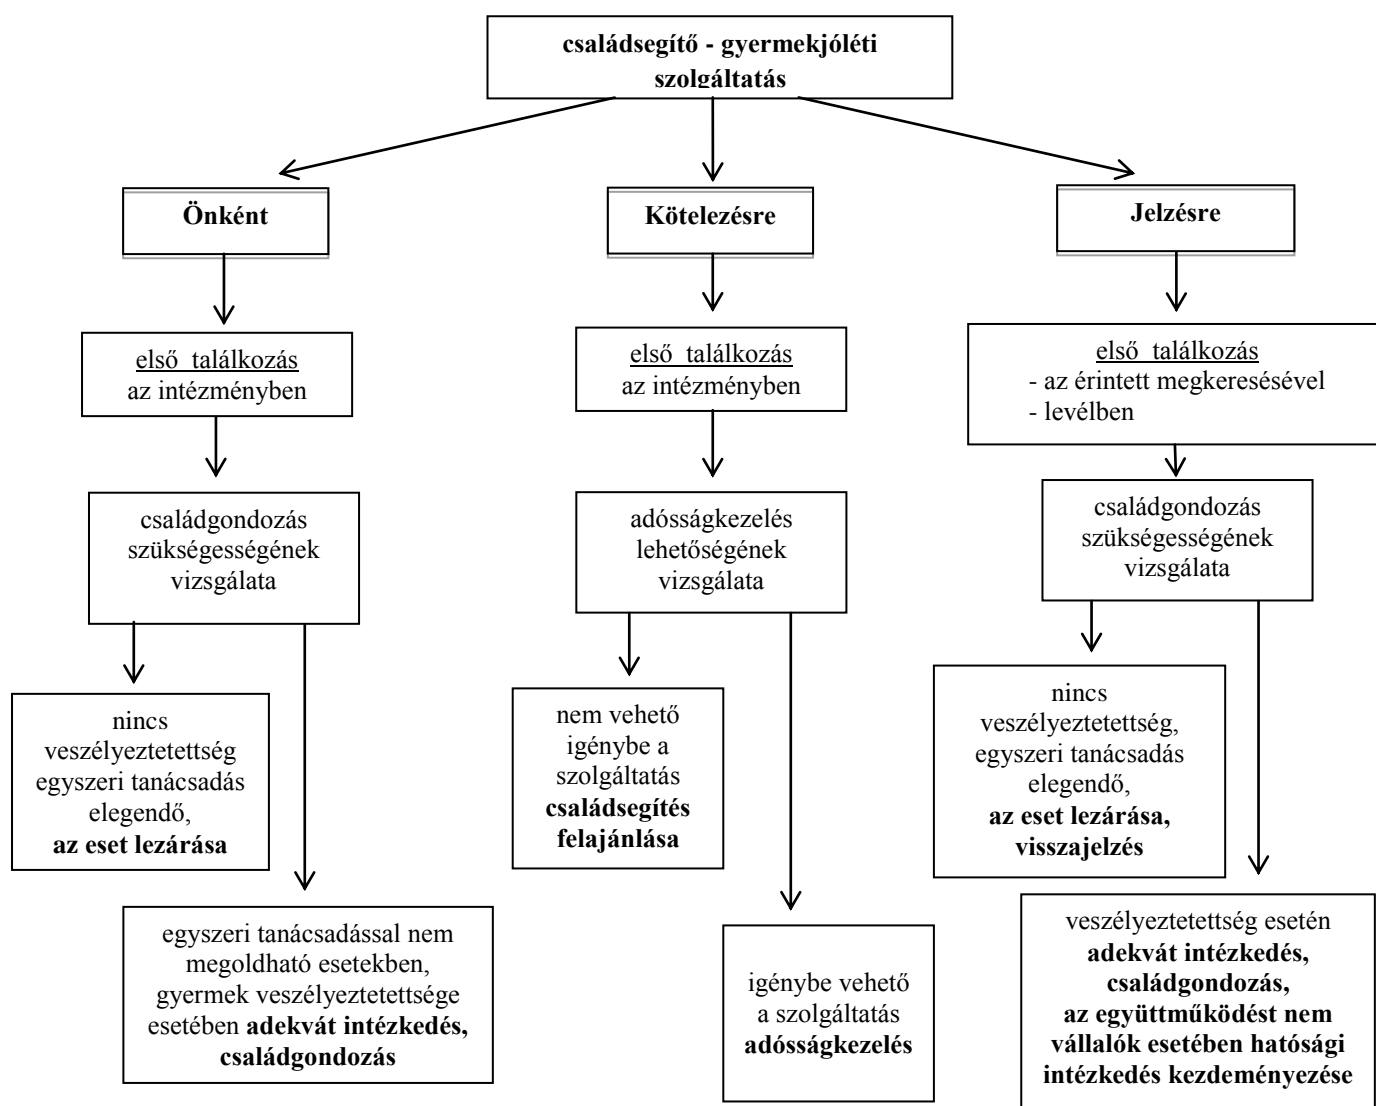 családsegítő - gyermekjóléti
szolgáltatás
Önként
Kötelezésre
Jelzésre
első találkozás
az intézményben
első találkozás
az intézményben
első találkozás
- az érintett megkeresésével
- levélben
családgondozás
szükségességének
vizsgálata
adósságkezelés
lehetőségének
vizsgálata
családgondozás
szükségességének
vizsgálata
nincs
veszélyeztetettség
egyszeri tanácsadás
elegendő,
az eset lezárása
nem vehető
igénybe a
szolgáltatás
családsegítés
felajánlása
nincs
veszélyeztetettség,
egyszeri tanácsadás
elegendő,
az eset lezárása,
visszajelzés
egyszeri tanácsadással nem
megoldható esetekben,
gyermek veszélyeztetettsége
esetében adekvát intézkedés,
családgondozás
igénybe vehető
a szolgáltatás
adósságkezelés
veszélyeztetettség esetén
adekvát intézkedés,
családgondozás,
az együttműködést nem
vállalók esetében hatósági
intézkedés kezdeményezése